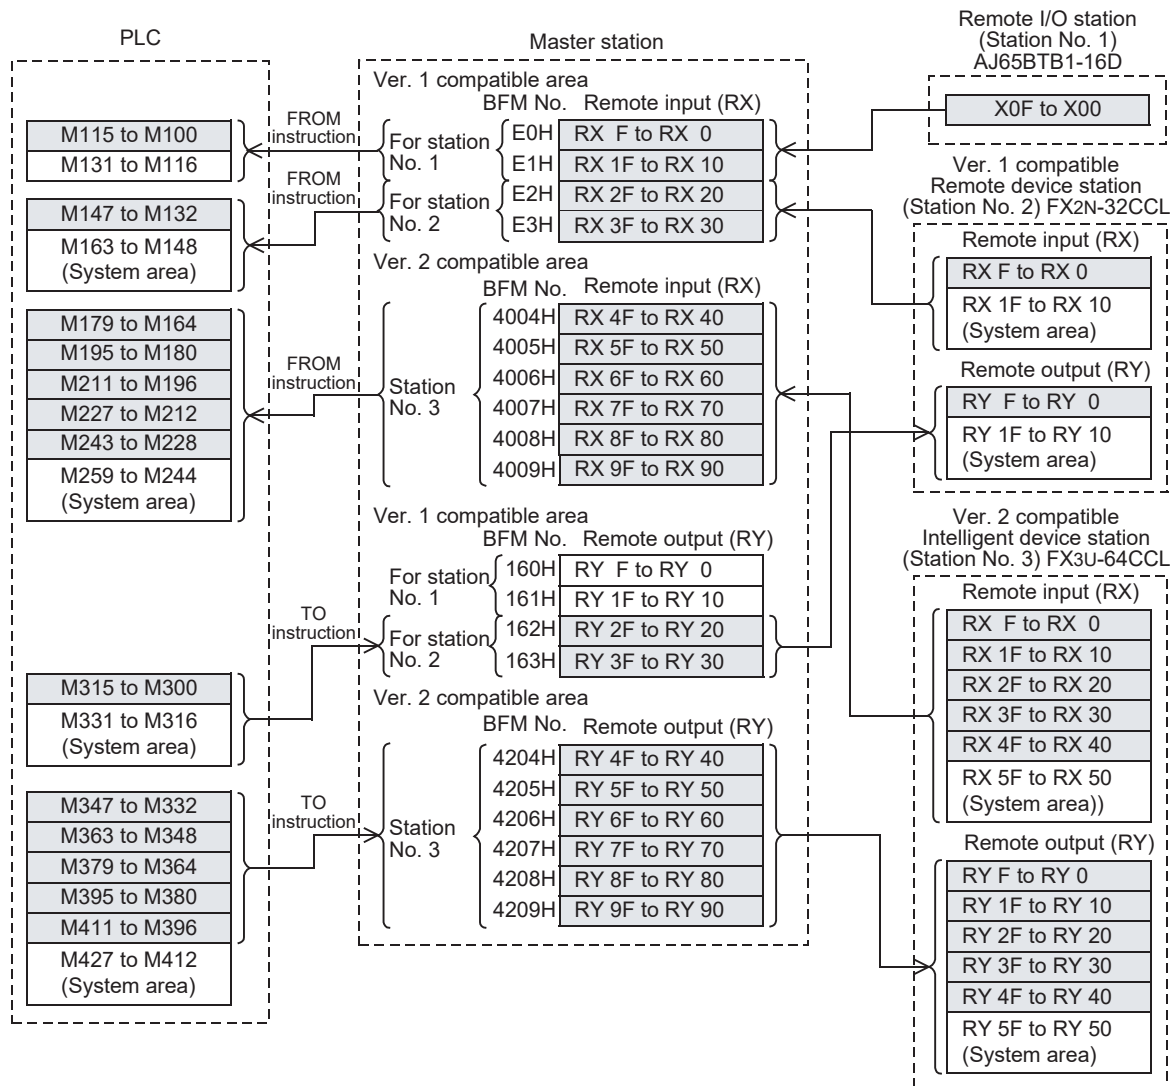 PLC
M115 to M100
M131 to M116
M147 to M132
M163 to M148
(System area)
M179 to M164
M195 to M180
M211 to M196
M227 to M212
M243 to M228
M259 to M244
(System area)
M315 to M300
M331 to M316
(System area)
M347 to M332
M363 to M348
M379 to M364
M395 to M380
M411 to M396
M427 to M412
(System area)
FROM
instruction
FROM
instruction
FROM
instruction
TO
instruction
TO
instruction
Master station
Ver. 1 compatible area
BFM No. Remote input (RX)
For station
No. 1
E0H RX F to RX 0
E1H RX 1F to RX 10
For station
No. 2
E2H RX 2F to RX 20
E3H RX 3F to RX 30
Ver. 2 compatible area
BFM No. Remote input (RX)
Station
No. 3
4004H RX 4F to RX 40
4005H RX 5F to RX 50
4006H RX 6F to RX 60
4007H RX 7F to RX 70
4008H RX 8F to RX 80
4009H RX 9F to RX 90
Ver. 1 compatible area
BFM No. Remote output (RY)
For station
No. 1
160H RY F to RY 0
161H RY 1F to RY 10
For station
No. 2
162H RY 2F to RY 20
163H RY 3F to RY 30
Ver. 2 compatible area
BFM No. Remote output (RY)
Station
No. 3
4204H RY 4F to RY 40
4205H RY 5F to RY 50
4206H RY 6F to RY 60
4207H RY 7F to RY 70
4208H RY 8F to RY 80
4209H RY 9F to RY 90
Remote I/O station
(Station No. 1)
AJ65BTB1-16D
X0F to X00
Ver. 1 compatible
Remote device station
(Station No. 2) FX2N-32CCL
Remote input (RX)
RX F to RX 0
RX 1F to RX 10
(System area)
Remote output (RY)
RY F to RY 0
RY 1F to RY 10
(System area)
Ver. 2 compatible
Intelligent device station
(Station No. 3) FX3U-64CCL
Remote input (RX)
RX F to RX 0
RX 1F to RX 10
RX 2F to RX 20
RX 3F to RX 30
RX 4F to RX 40
RX 5F to RX 50
(System area))
Remote output (RY)
RY F to RY 0
RY 1F to RY 10
RY 2F to RY 20
RY 3F to RY 30
RY 4F to RY 40
RY 5F to RY 50
(System area)